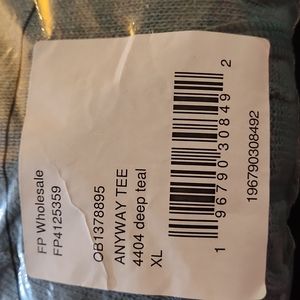 FP Wholesale
FP4125359
OB1378895
ANYWAY TEE
4404 deep teal
XL
1 96790 30849 2
196790308492